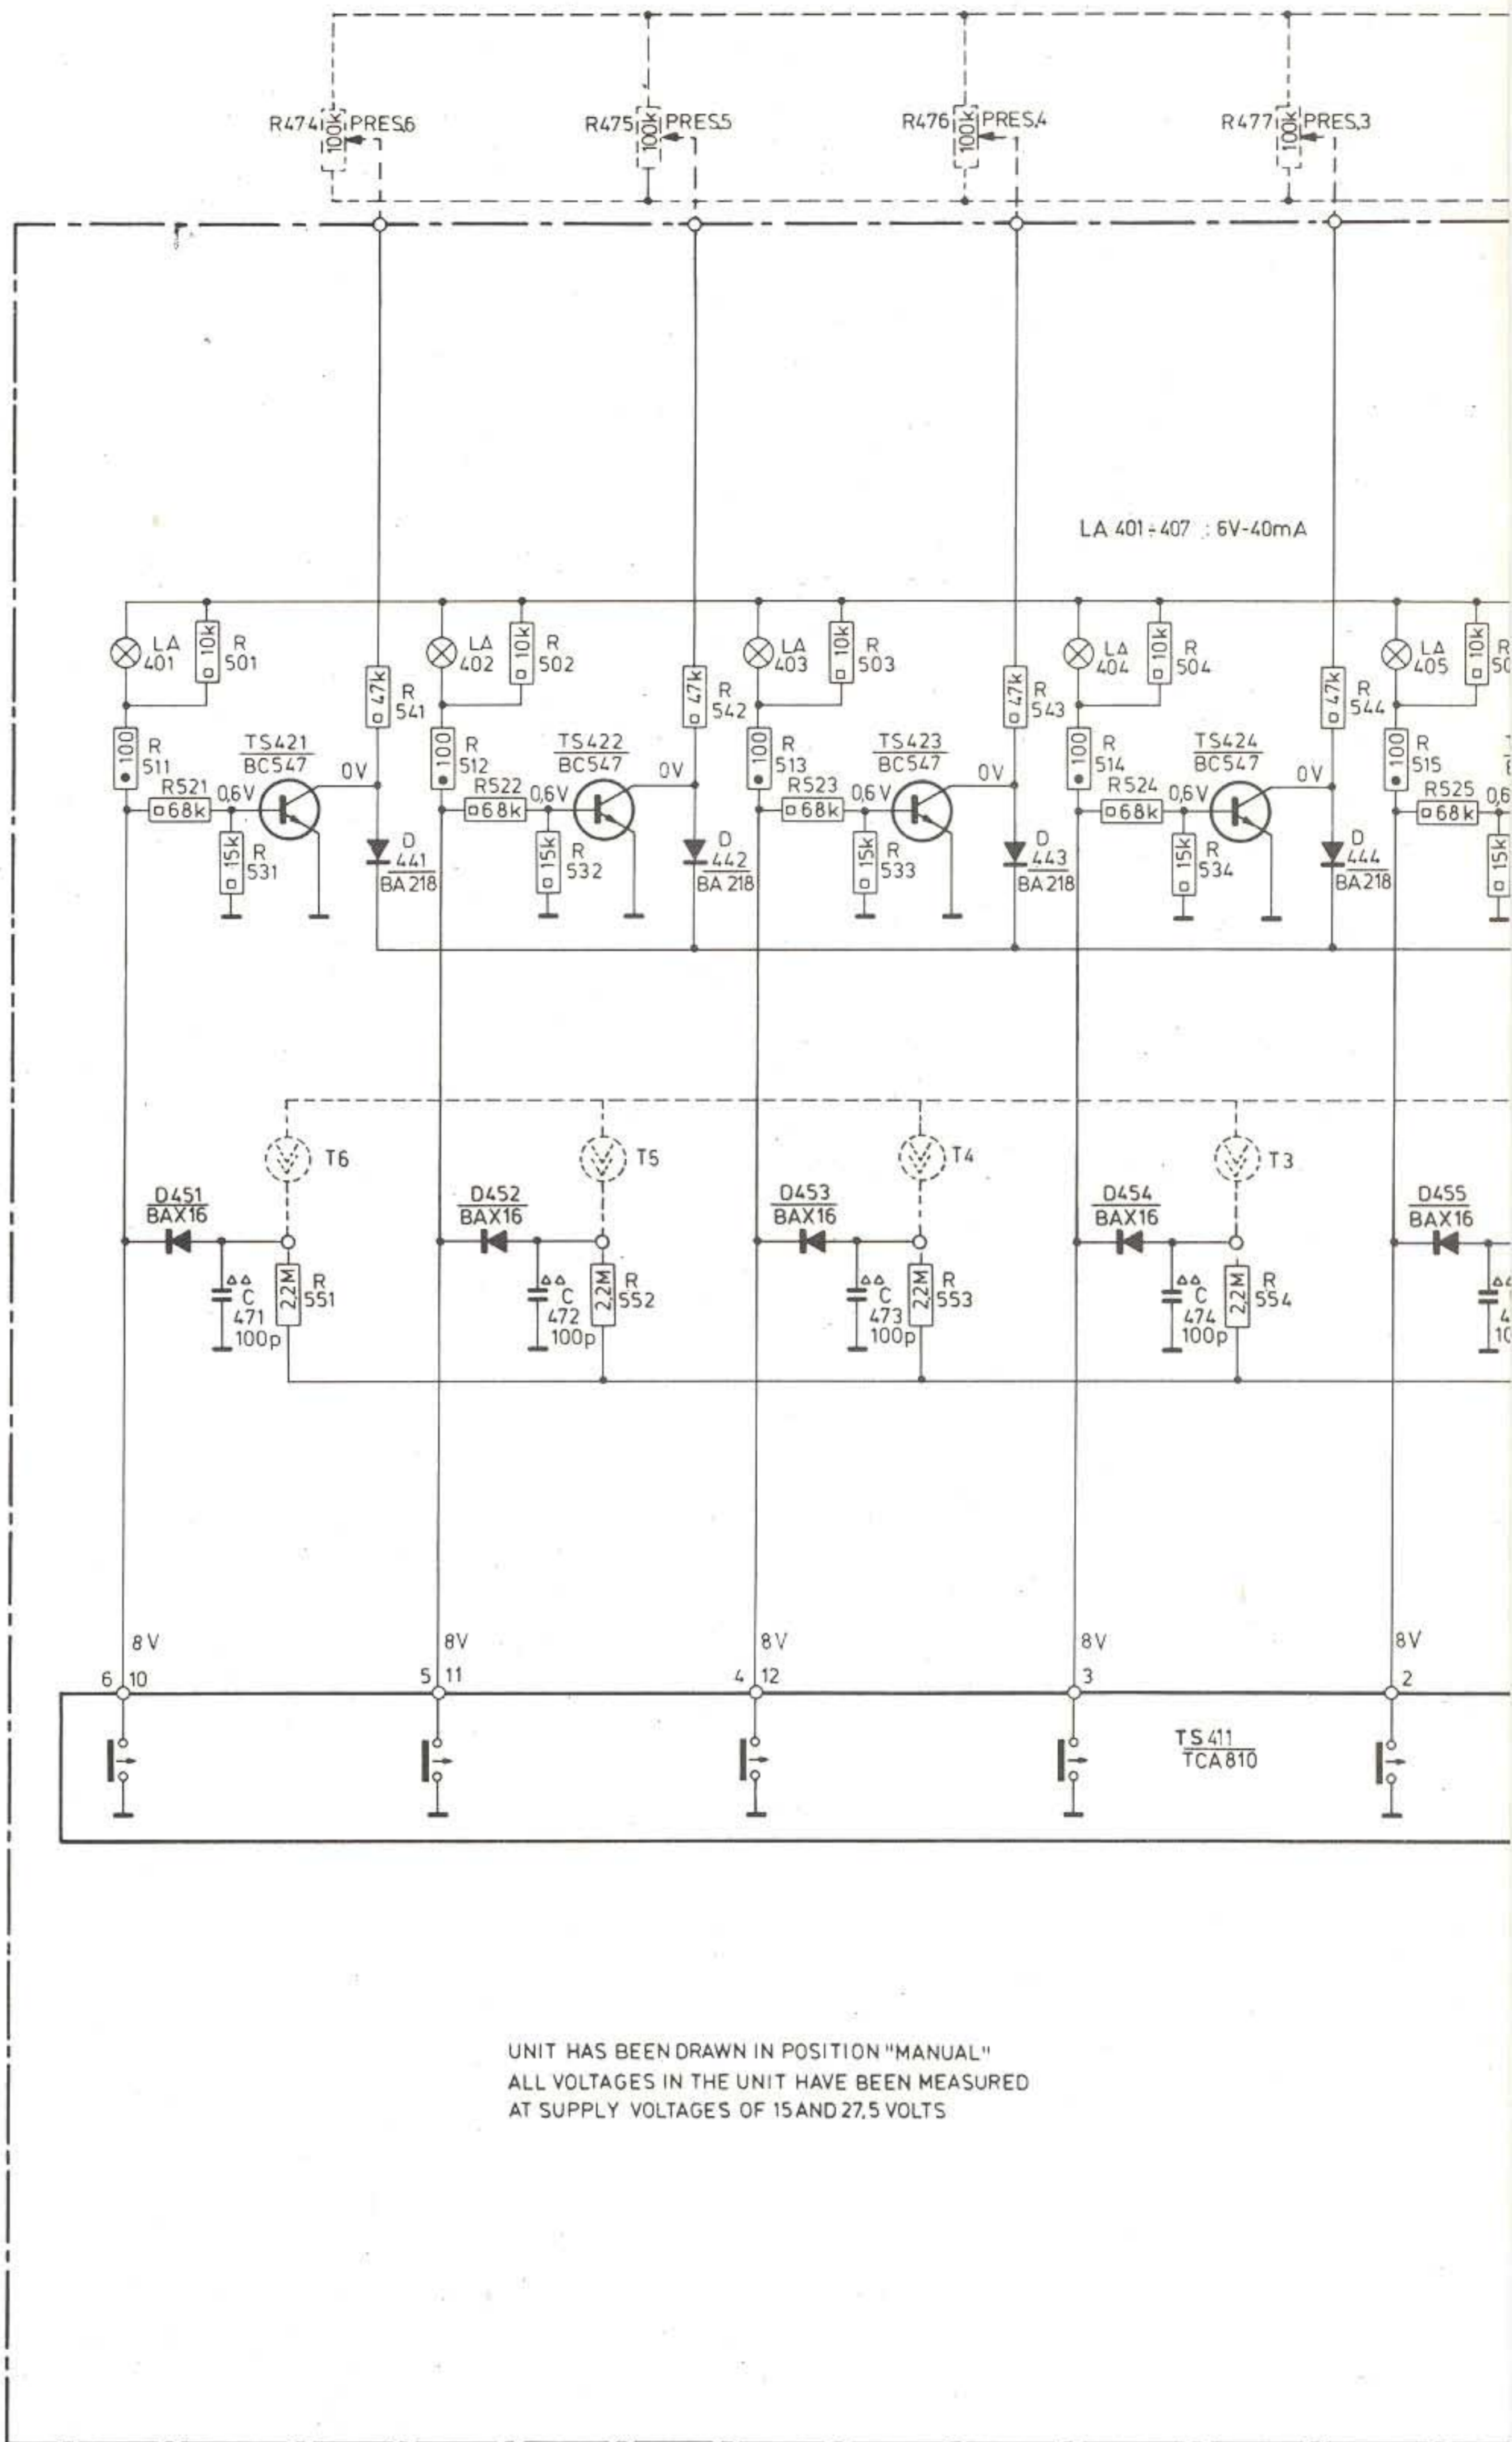 R474 100k PRES.6
R475 100k PRES.5
R476 100k PRES.4
R477 100k PRES.3
LA 401÷407 : 6V-40mA
LA 401
10k R 501
LA 402
10k R 502
LA 403
10k R 503
LA 404
10k R 504
LA 405
10k
47k R 541
47k R 542
47k R 543
47k R 544
100 R 511
TS421
BC547
0V
100 R 512
TS422
BC547
0V
100 R 513
TS423
BC547
0V
100 R 514
TS424
BC547
0V
100 R 515
R521 68k 0,6V
R522 68k 0,6V
R523 68k 0,6V
R524 68k 0,6V
R525 68k
15k R 531
D 441
BA 218
15k R 532
D 442
BA 218
15k R 533
D 443
BA 218
15k R 534
D 444
BA 218
15k
T6
T5
T4
T3
D451
BAX16
D452
BAX16
D453
BAX16
D454
BAX16
D455
BAX16
C 471 100p
2,2M R 551
C 472 100p
2,2M R 552
C 473 100p
2,2M R 553
C 474 100p
2,2M R 554
8V
8V
8V
8V
8V
6 10
5 11
4 12
3
2
TS411
TCA810
UNIT HAS BEEN DRAWN IN POSITION "MANUAL"
ALL VOLTAGES IN THE UNIT HAVE BEEN MEASURED
AT SUPPLY VOLTAGES OF 15 AND 27,5 VOLTS